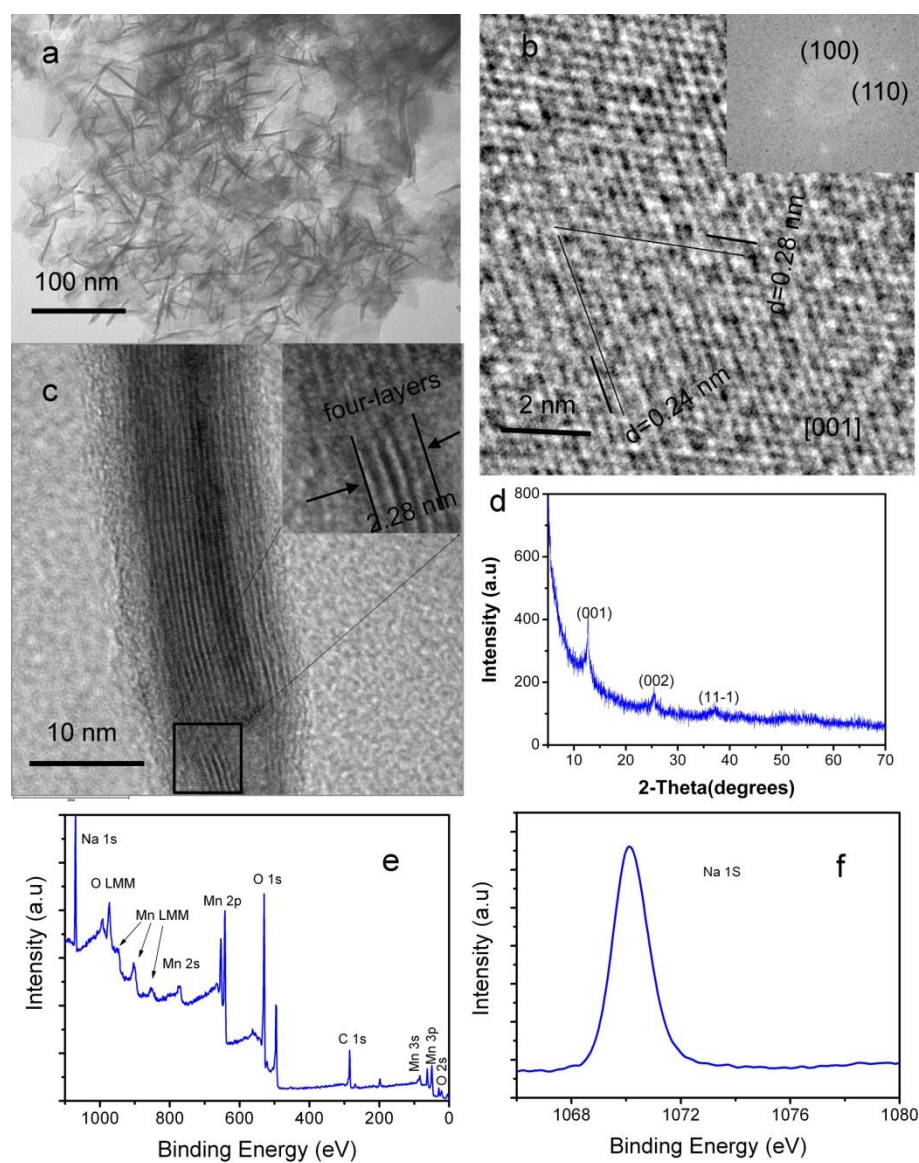 a
100 nm
b
(100)
(110)
d=0.28 nm
d=0.24 nm
2 nm
[001]
c
four-layers
2.28 nm
10 nm
d
800
600
400
200
0
Intensity (a.u)
(001)
(002)
(11-1)
10 20 30 40 50 60 70
2-Theta(degrees)
e
Intensity (a.u)
Na 1s
O LMM
Mn LMM
Mn 2s
Mn 2p
O 1s
C 1s
Mn 3s
Mn 3p
O 2s
1000 800 600 400 200 0
Binding Energy (eV)
f
Intensity (a.u)
Na 1S
1068 1072 1076 1080
Binding Energy (eV)